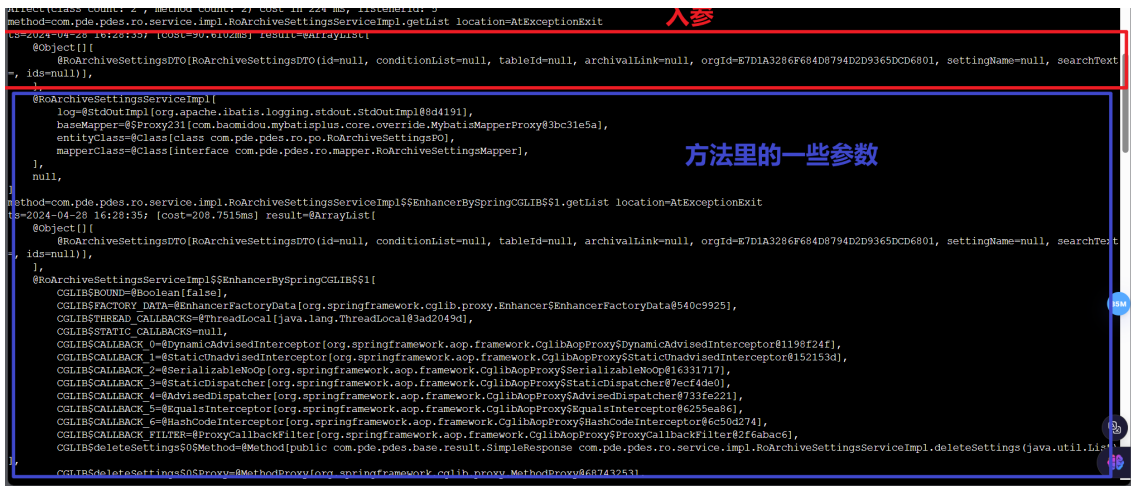 Affect(class count: 2 , method count: 2) cost in 224 ms, listenerId: 5
入参
method=com.pde.pdes.ro.service.impl.RoArchiveSettingsServiceImpl.getList location=AtExceptionExit
ts=2024-04-28 16:28:35; [cost=90.6102ms] result=@ArrayList[
@Object[][
@RoArchiveSettingsDTO[RoArchiveSettingsDTO(id=null, conditionList=null, tableId=null, archivalLink=null, orgId=E7D1A3286F684D8794D2D9365DCD6801, settingName=null, searchText
=, ids=null)],
],
@RoArchiveSettingsServiceImpl[
log=@StdOutImpl[org.apache.ibatis.logging.stdout.StdOutImpl@8d4191],
baseMapper=@$Proxy231[com.baomidou.mybatisplus.core.override.MybatisMapperProxy@3bc31e5a],
entityClass=@Class[class com.pde.pdes.ro.po.RoArchiveSettingsPO],
mapperClass=@Class[interface com.pde.pdes.ro.mapper.RoArchiveSettingsMapper],
],
方法里的一些参数
null,
]
method=com.pde.pdes.ro.service.impl.RoArchiveSettingsServiceImpl$$EnhancerBySpringCGLIB$$1.getList location=AtExceptionExit
ts=2024-04-28 16:28:35; [cost=208.7515ms] result=@ArrayList[
@Object[][
@RoArchiveSettingsDTO[RoArchiveSettingsDTO(id=null, conditionList=null, tableId=null, archivalLink=null, orgId=E7D1A3286F684D8794D2D9365DCD6801, settingName=null, searchText
=, ids=null)],
],
@RoArchiveSettingsServiceImpl$$EnhancerBySpringCGLIB$$1[
CGLIB$BOUND=@Boolean[false],
CGLIB$FACTORY_DATA=@EnhancerFactoryData[org.springframework.cglib.proxy.Enhancer$EnhancerFactoryData@540c9925],
CGLIB$THREAD_CALLBACKS=@ThreadLocal[java.lang.ThreadLocal@3ad2049d],
CGLIB$STATIC_CALLBACKS=null,
CGLIB$CALLBACK_0=@DynamicAdvisedInterceptor[org.springframework.aop.framework.CglibAopProxy$DynamicAdvisedInterceptor@1198f24f],
CGLIB$CALLBACK_1=@StaticUnadvisedInterceptor[org.springframework.aop.framework.CglibAopProxy$StaticUnadvisedInterceptor@152153d],
CGLIB$CALLBACK_2=@SerializableNoOp[org.springframework.aop.framework.CglibAopProxy$SerializableNoOp@16331717],
CGLIB$CALLBACK_3=@StaticDispatcher[org.springframework.aop.framework.CglibAopProxy$StaticDispatcher@7ecf4de0],
CGLIB$CALLBACK_4=@AdvisedDispatcher[org.springframework.aop.framework.CglibAopProxy$AdvisedDispatcher@733fe221],
CGLIB$CALLBACK_5=@EqualsInterceptor[org.springframework.aop.framework.CglibAopProxy$EqualsInterceptor@6255ea86],
CGLIB$CALLBACK_6=@HashCodeInterceptor[org.springframework.aop.framework.CglibAopProxy$HashCodeInterceptor@6c50d274],
CGLIB$CALLBACK_FILTER=@ProxyCallbackFilter[org.springframework.aop.framework.CglibAopProxy$ProxyCallbackFilter@2f6abac6],
CGLIB$deleteSettings$0$Method=@Method[public com.pde.pdes.base.result.SimpleResponse com.pde.pdes.ro.service.impl.RoArchiveSettingsServiceImpl.deleteSettings(java.util.List)
],
CGLIB$deleteSettings$0$Proxy=@MethodProxy[org.springframework.cglib.proxy.MethodProxy@68743253],